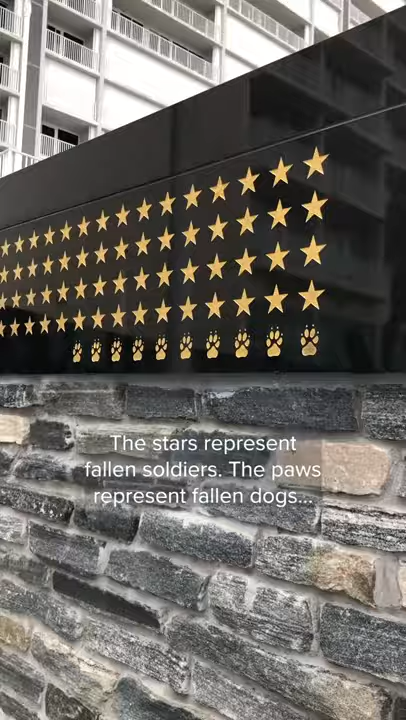 The stars represent
fallen soldiers. The paws
represent fallen dogs...